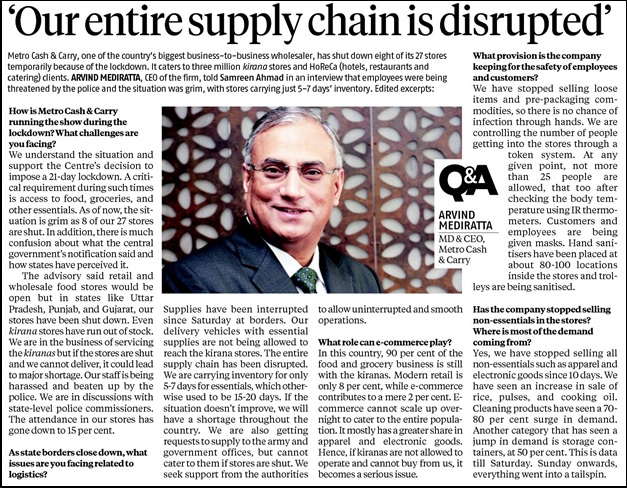 ‘Our entire supply chain is disrupted’
Metro Cash & Carry, one of the country’s biggest business–to–business wholesaler, has shut down eight of its 27 stores
temporarily because of the lockdown. It caters to three million kirana stores and HoReCa (hotels, restaurants and
catering) clients. ARVIND MEDIRATTA, CEO of the firm, told Samreen Ahmad in an interview that employees were being
threatened by the police and the situation was grim, with stores carrying just 5–7 days’ inventory. Edited excerpts:
How is Metro Cash & Carry
running the show during the
lockdown? What challenges are
you facing?
We understand the situation and
support the Centre’s decision to
impose a 21-day lockdown. A criti-
cal requirement during such times
is access to food, groceries, and
other essentials. As of now, the sit-
uation is grim as 8 of our 27 stores
are shut. In addition, there is much
confusion about what the central
government’s notification said and
how states have perceived it.
The advisory said retail and
wholesale food stores would be
open but in states like Uttar
Pradesh, Punjab, and Gujarat, our
stores have been shut down. Even
kirana stores have run out of stock.
We are in the business of servicing
the kiranas but if the stores are shut
and we cannot deliver, it could lead
to major shortage. Our staff is being
harassed and beaten up by the
police. We are in discussions with
state-level police commissioners.
The attendance in our stores has
gone down to 15 per cent.
As state borders close down, what
issues are you facing related to
logistics?
Supplies have been interrupted
since Saturday at borders. Our
delivery vehicles with essential
supplies are not being allowed to
reach the kirana stores. The entire
supply chain has been disrupted.
We are carrying inventory for only
5-7 days for essentials, which other-
wise used to be 15-20 days. If the
situation doesn’t improve, we will
have a shortage throughout the
country. We are also getting
requests to supply to the army and
government offices, but cannot
cater to them if stores are shut. We
seek support from the authorities
to allow uninterrupted and smooth
operations.
What role can e-commerce play?
In this country, 90 per cent of the
food and grocery business is still
with the kiranas. Modern retail is
only 8 per cent, while e-commerce
contributes to a mere 2 per cent. E-
commerce cannot scale up over-
night to cater to the entire popula-
tion. It mostly has a greater share in
apparel and electronic goods.
Hence, if kiranas are not allowed to
operate and cannot buy from us, it
becomes a serious issue.
Q&A
ARVIND
MEDIRATTA
MD & CEO,
Metro Cash
& Carry
What provision is the company
keeping for the safety of employees
and customers?
We have stopped selling loose
items and pre-packaging com-
modities, so there is no chance of
infection through hands. We are
controlling the number of people
getting into the stores through a
token system. At any
given point, not more
than 25 people are
allowed, that too after
checking the body tem-
perature using IR thermo-
meters. Customers and
employees are being
given masks. Hand sani-
tisers have been placed at
about 80-100 locations
inside the stores and trol-
leys are being sanitised.
Has the company stopped selling
non-essentials in the stores?
Where is most of the demand
coming from?
Yes, we have stopped selling all
non-essentials such as apparel and
electronic goods since 10 days. We
have seen an increase in sale of
rice, pulses, and cooking oil.
Cleaning products have seen a 70-
80 per cent surge in demand.
Another category that has seen a
jump in demand is storage con-
tainers, at 50 per cent. This is data
till Saturday. Sunday onwards,
everything went into a tailspin.